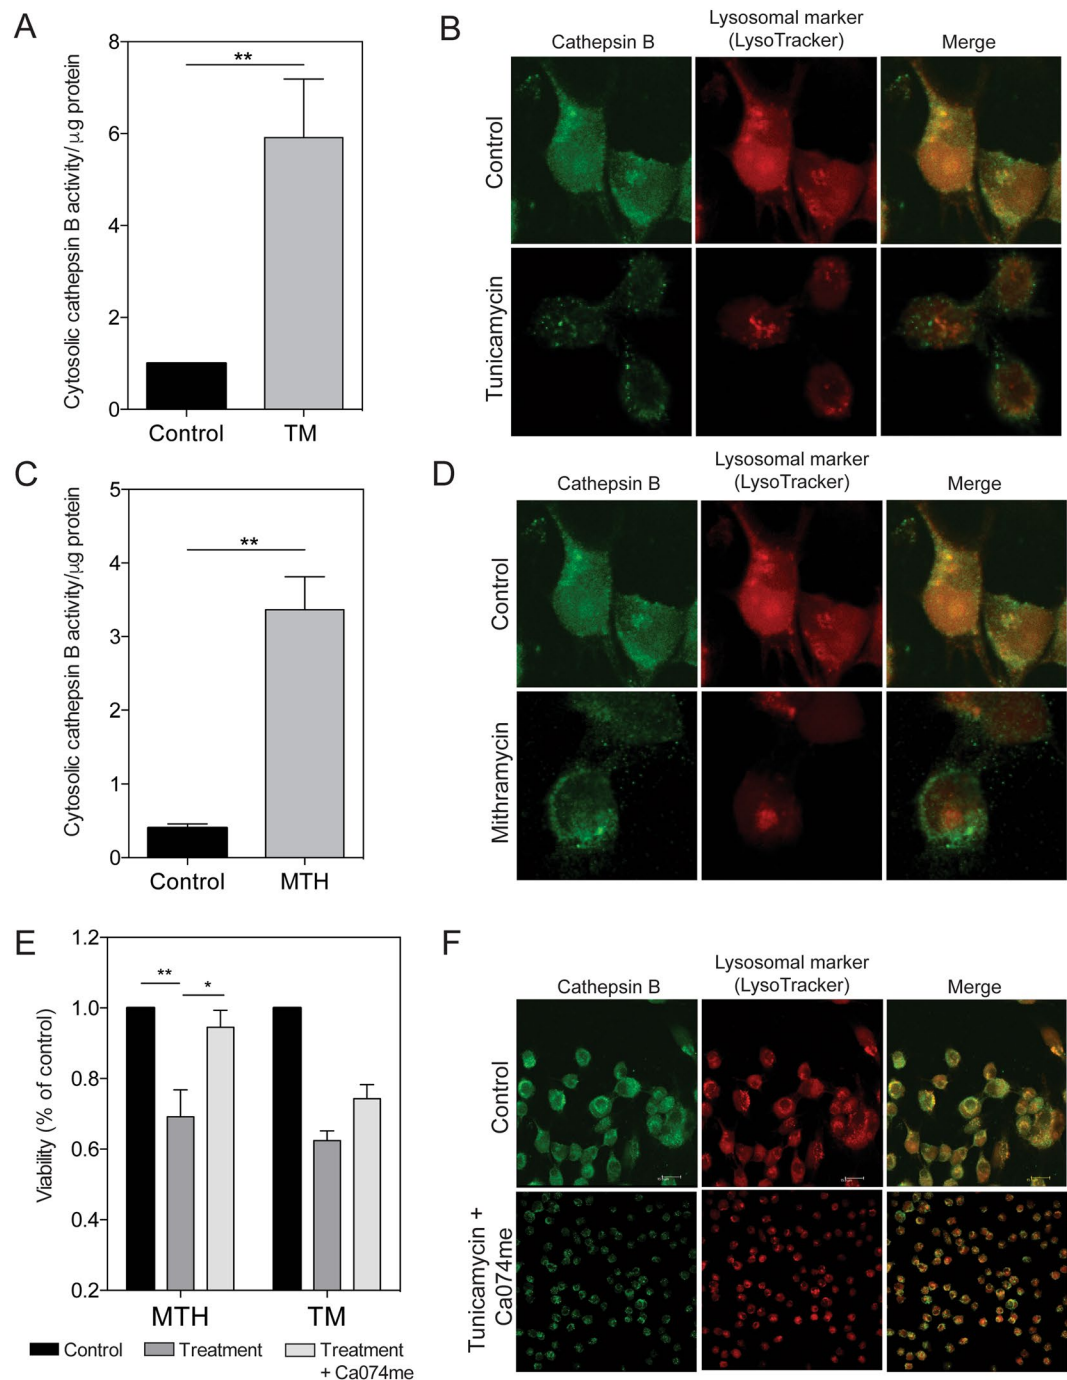 A
Cytosolic cathepsin B activity/ μg protein
8
6
4
2
0
**
Control
TM
B
Cathepsin B
Lysosomal marker
(LysoTracker)
Merge
Control
Tunicamycin
C
Cytosolic cathepsin B activity/μg protein
5
4
3
2
1
0
**
Control
MTH
D
Cathepsin B
Lysosomal marker
(LysoTracker)
Merge
Control
Mithramycin
E
Viability (% of control)
1.2
1.0
0.8
0.6
0.4
0.2
**
*
MTH
TM
Control
Treatment
Treatment
+ Ca074me
F
Cathepsin B
Lysosomal marker
(LysoTracker)
Merge
Control
Tunicamycin +
Ca074me